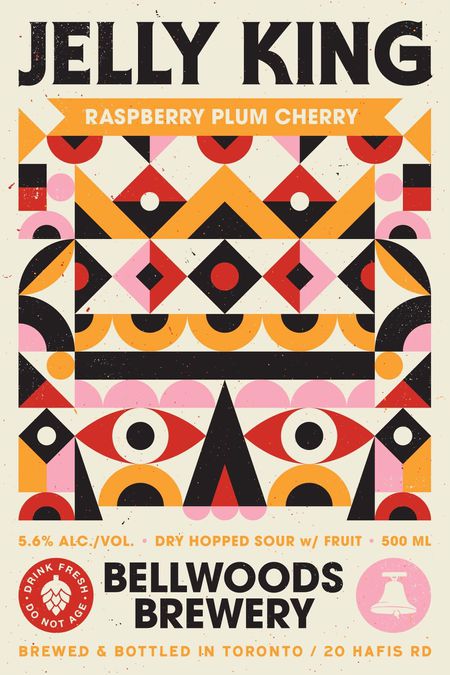 JELLY KING
RASPBERRY PLUM CHERRY
5.6% ALC./VOL. • DRY HOPPED SOUR w/ FRUIT • 500 ML
DRINK FRESH • DO NOT AGE •
BELLWOODS
BREWERY
BREWED & BOTTLED IN TORONTO / 20 HAFIS RD